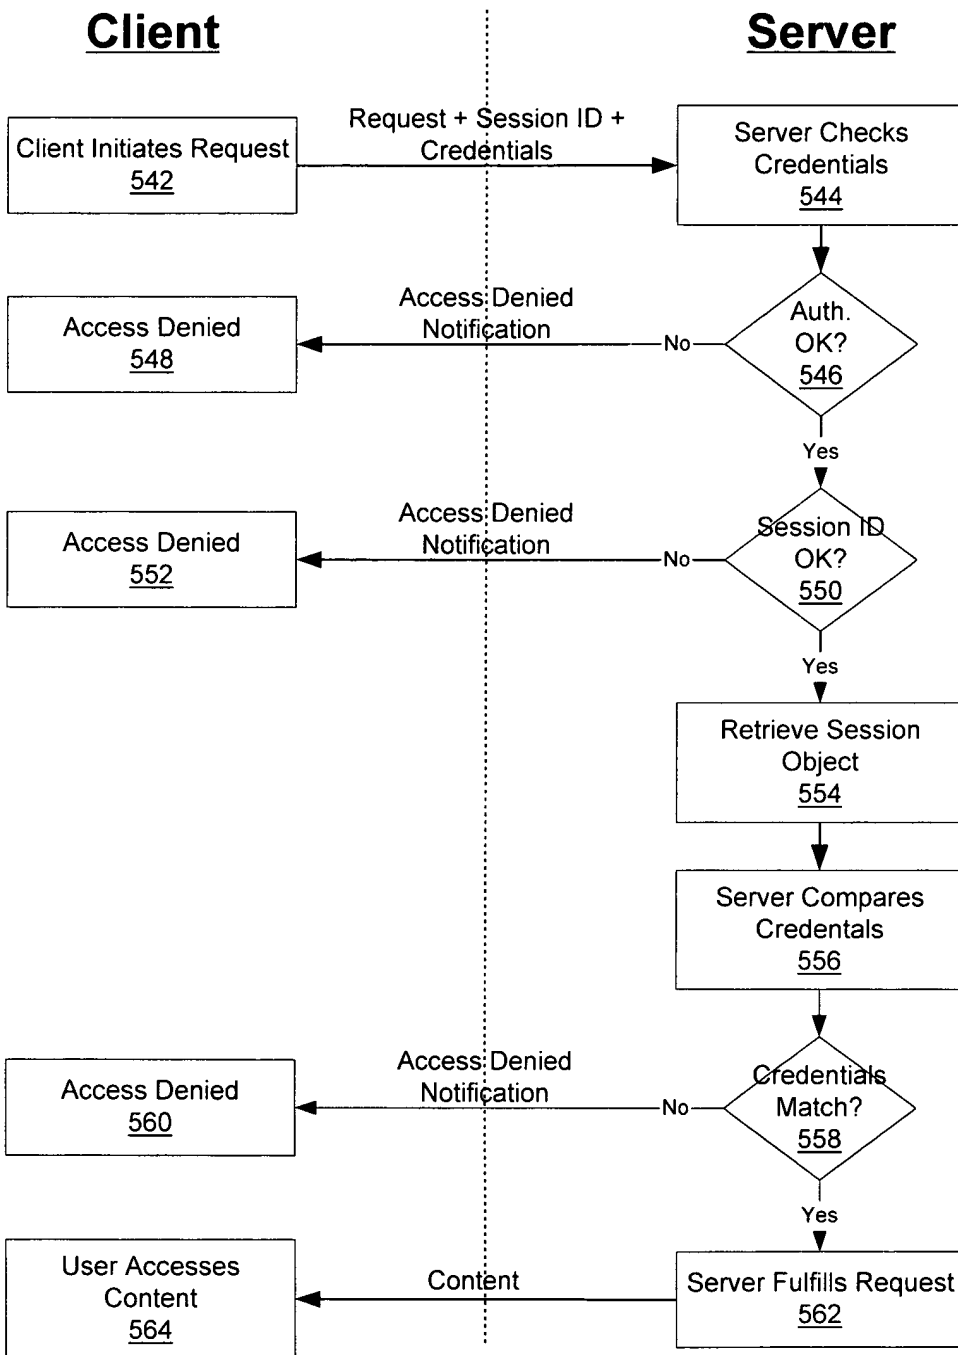 Client
Server
Request + Session ID +
Credentials
Client Initiates Request
542
Server Checks
Credentials
544
Access Denied
Notification
Access Denied
548
No
Auth.
OK?
546
Yes
Access Denied
Notification
Access Denied
552
No
Session ID
OK?
550
Yes
Retrieve Session
Object
554
Server Compares
Credentals
556
Access Denied
Notification
Access Denied
560
No
Credentials
Match?
558
Yes
User Accesses
Content
564
Content
Server Fulfills Request
562